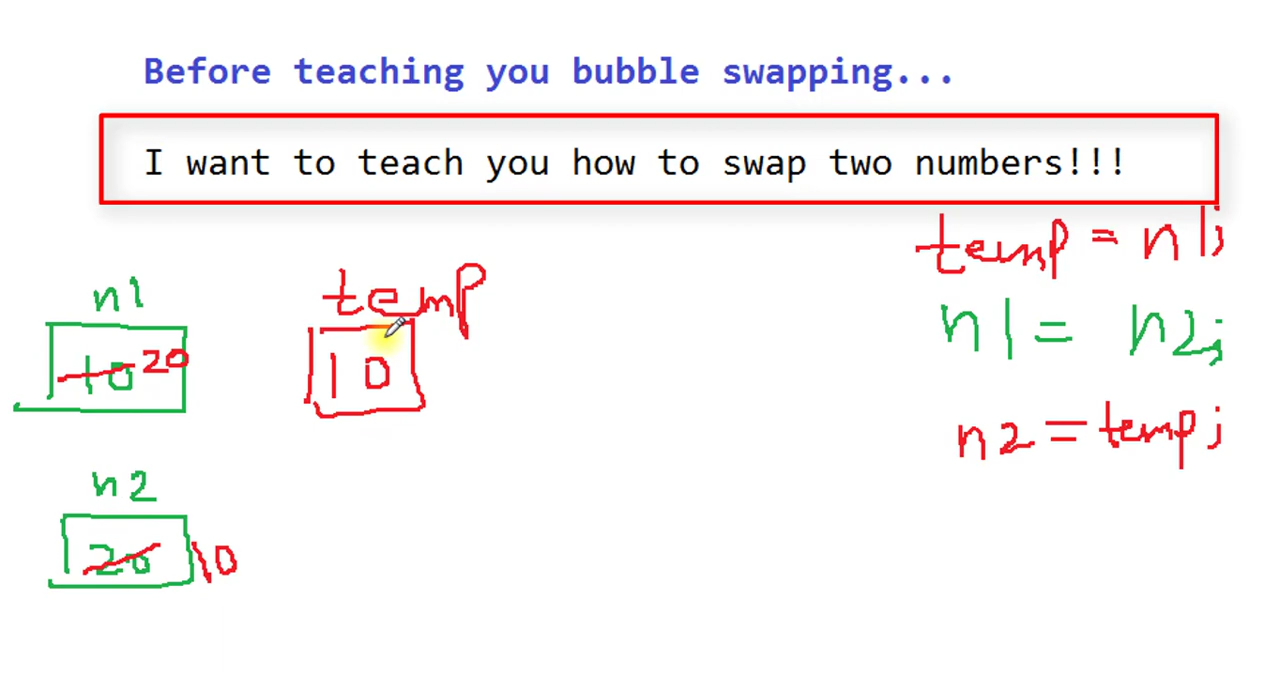 Before teaching you bubble swapping...
I want to teach you how to swap two numbers!!!
temp = n1;
n1 = n2;
n2 = temp;
n1
10 20
temp
10
n2
20 10